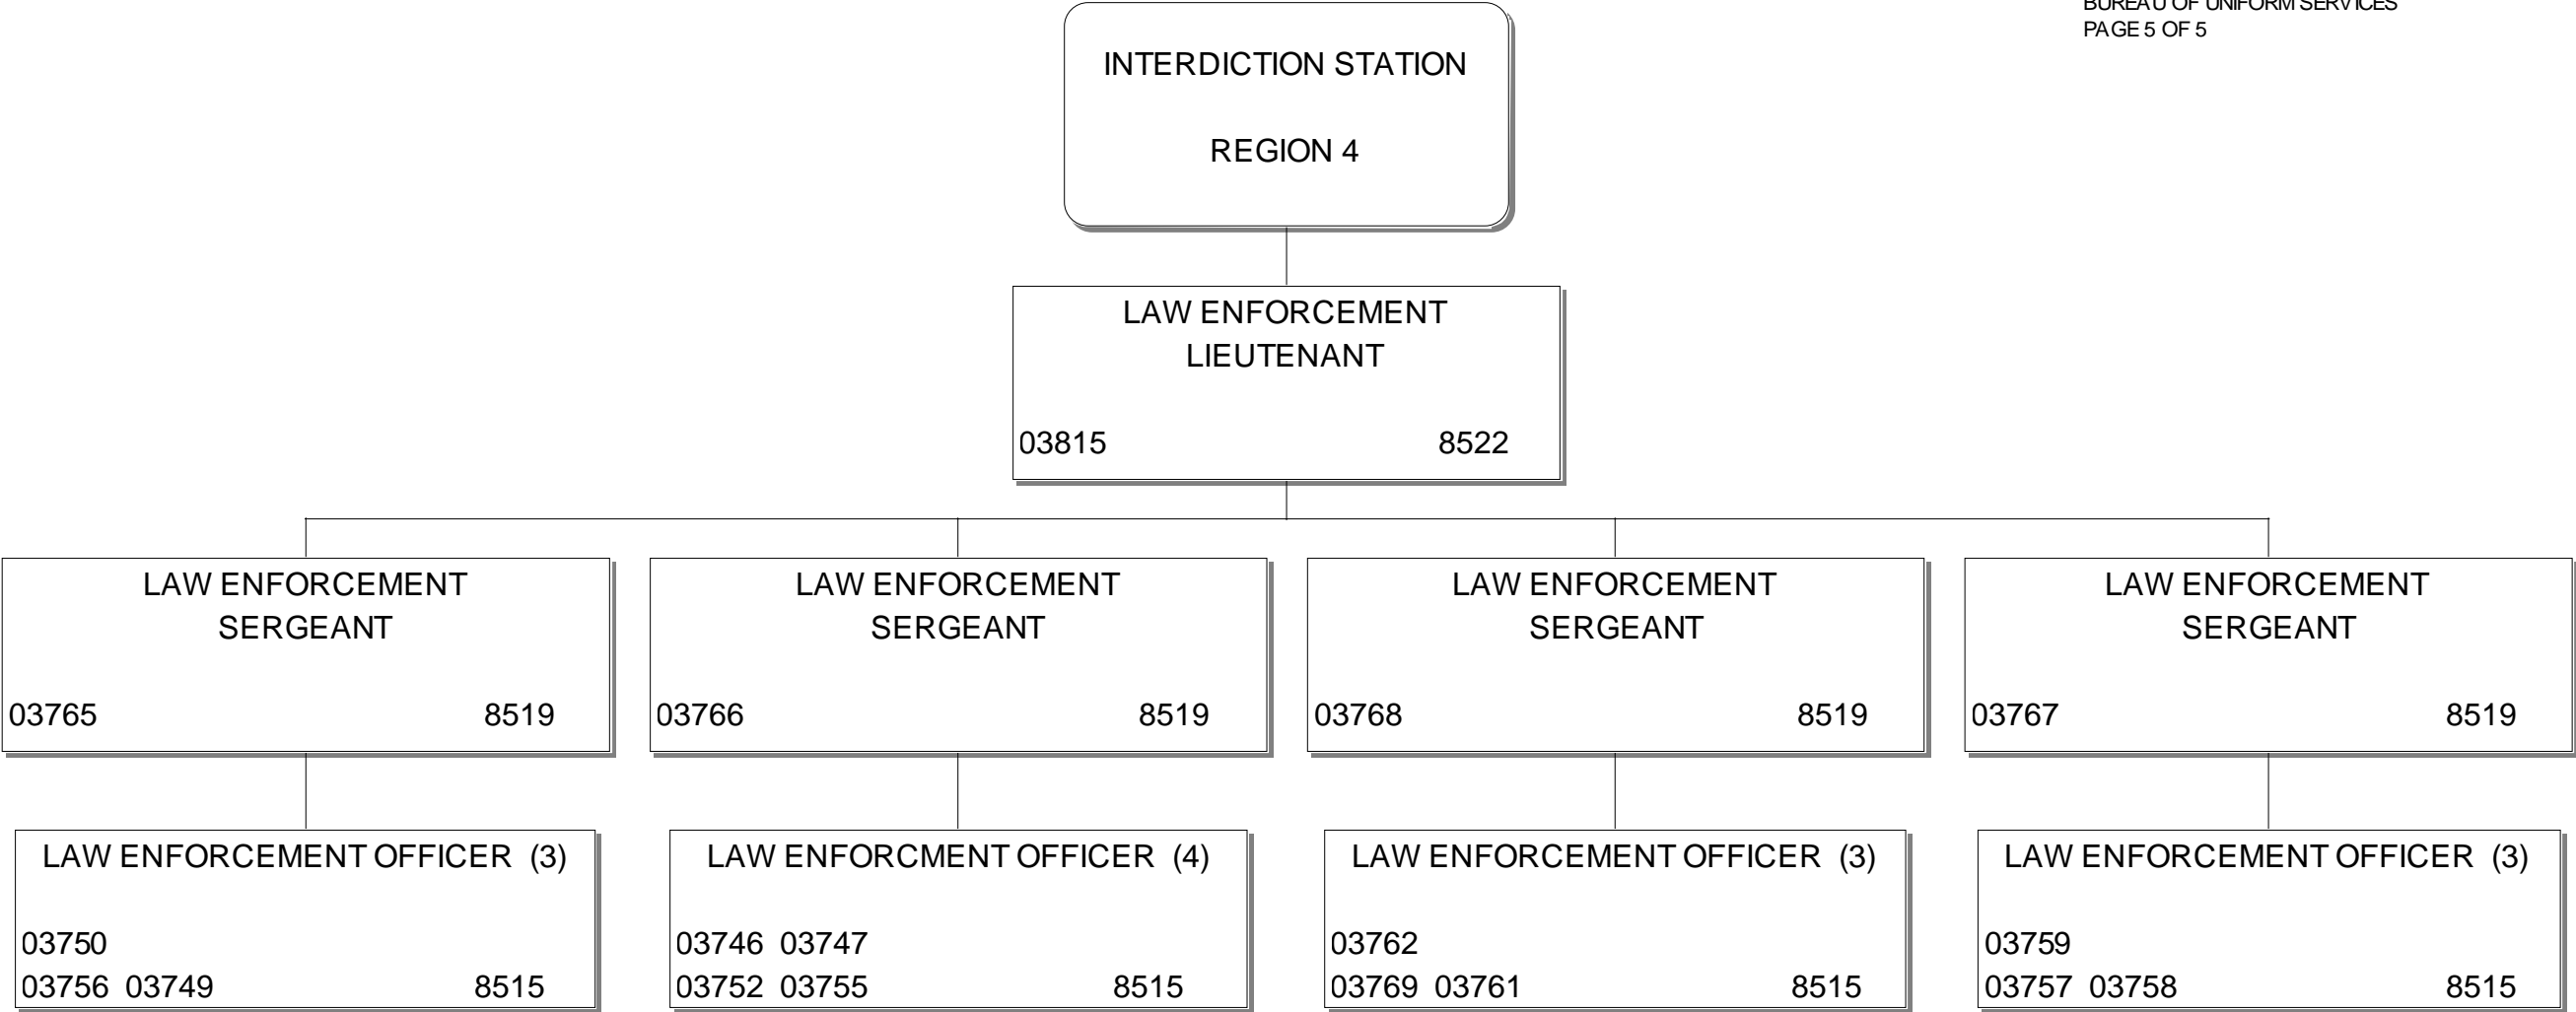 BUREAU OF UNIFORM SERVICES
PAGE 5 OF 5
INTERDICTION STATION
REGION 4
LAW ENFORCEMENT
LIEUTENANT
03815 8522
LAW ENFORCEMENT
SERGEANT
03765 8519
LAW ENFORCEMENT
SERGEANT
03766 8519
LAW ENFORCEMENT
SERGEANT
03768 8519
LAW ENFORCEMENT
SERGEANT
03767 8519
LAW ENFORCEMENT OFFICER (3)
03750
03756 03749 8515
LAW ENFORCMENT OFFICER (4)
03746 03747
03752 03755 8515
LAW ENFORCEMENT OFFICER (3)
03762
03769 03761 8515
LAW ENFORCEMENT OFFICER (3)
03759
03757 03758 8515